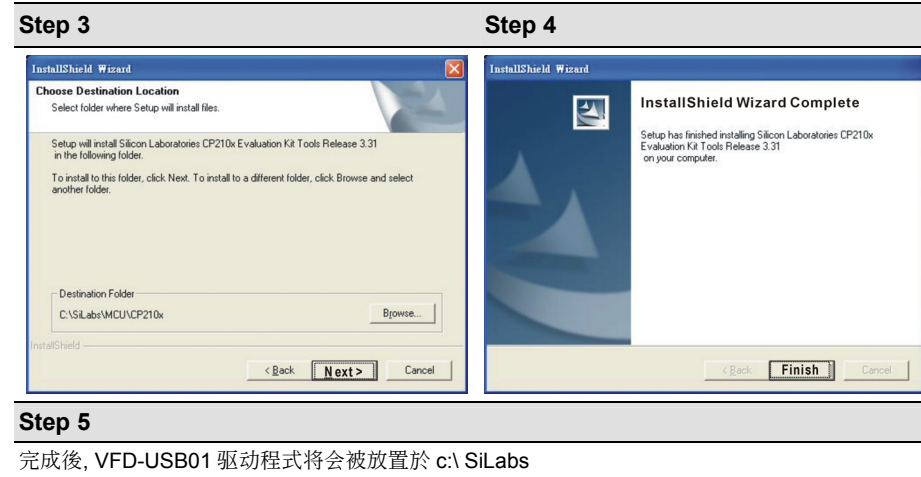 Step 3
Step 4
InstallShield Wizard
Choose Destination Location
Select folder where Setup will install files.
Setup will install Silicon Laboratories CP210x Evaluation Kit Tools Release 3.31
in the following folder.
To install to this folder, click Next. To install to a different folder, click Browse and select
another folder.
Destination Folder
C:\SiLabs\MCU\CP210x
Browse...
InstallShield
< Back
Next >
Cancel
InstallShield Wizard
InstallShield Wizard Complete
Setup has finished installing Silicon Laboratories CP210x
Evaluation Kit Tools Release 3.31
on your computer.
< Back
Finish
Cancel
Step 5
完成後, VFD-USB01 驱动程式将会被放置於 c:\ SiLabs